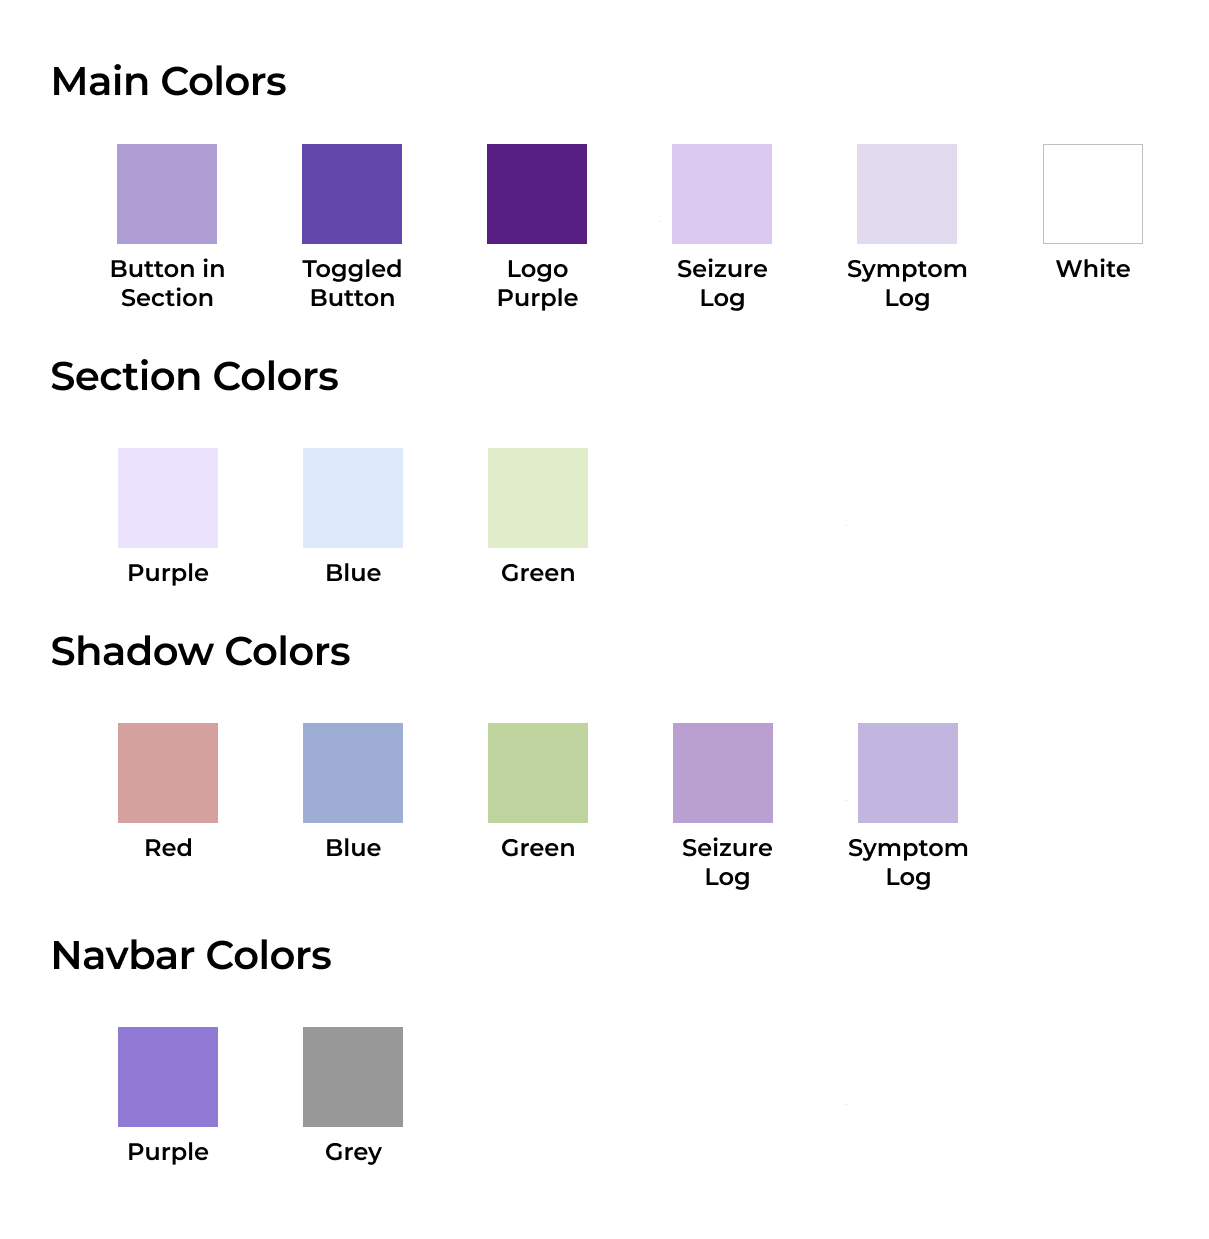 Main Colors
Button in
Section
Toggled
Button
Logo
Purple
Seizure
Log
Symptom
Log
White
Section Colors
Purple
Blue
Green
Shadow Colors
Red
Blue
Green
Seizure
Log
Symptom
Log
Navbar Colors
Purple
Grey